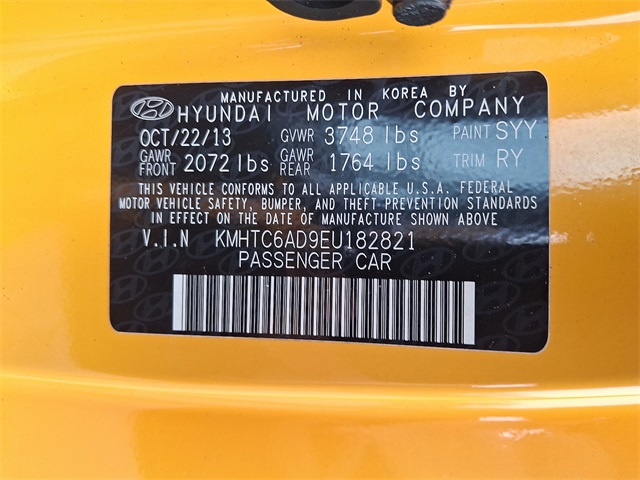 MANUFACTURED IN KOREA BY
HYUNDAI MOTOR COMPANY
OCT/22/13 GVWR 3748 lbs PAINT SYY
GAWR FRONT 2072 lbs GAWR REAR 1764 lbs TRIM RY
THIS VEHICLE CONFORMS TO ALL APPLICABLE U.S.A. FEDERAL
MOTOR VEHICLE SAFETY, BUMPER, AND THEFT PREVENTION STANDARDS
IN EFFECT ON THE DATE OF MANUFACTURE SHOWN ABOVE
V.I.N KMHTC6AD9EU182821
PASSENGER CAR